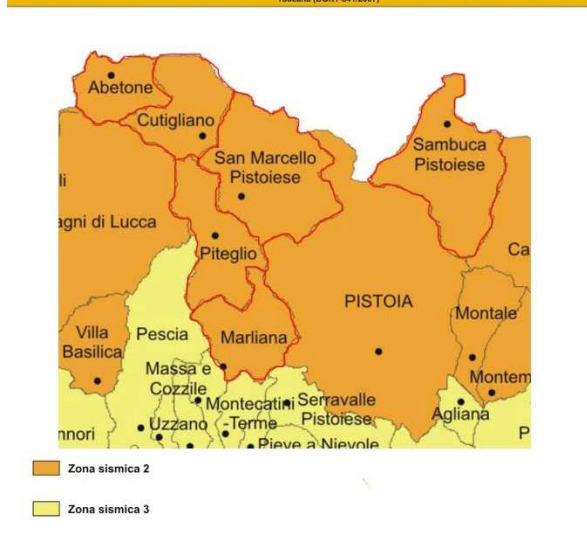 Abetone
Cutigliano
San Marcello
Pistoiese
Sambuca
Pistoiese
li
agni di Lucca
Piteglio
Ca
PISTOIA
Montale
Villa
Basilica
Pescia
Marliana
Massa e
Cozzile
Montecatini
-Terme
Serravalle
Pistoiese
Montem
Agliana
nnori
Uzzano
Pieve a Nievole
P
Zona sismica 2
Zona sismica 3